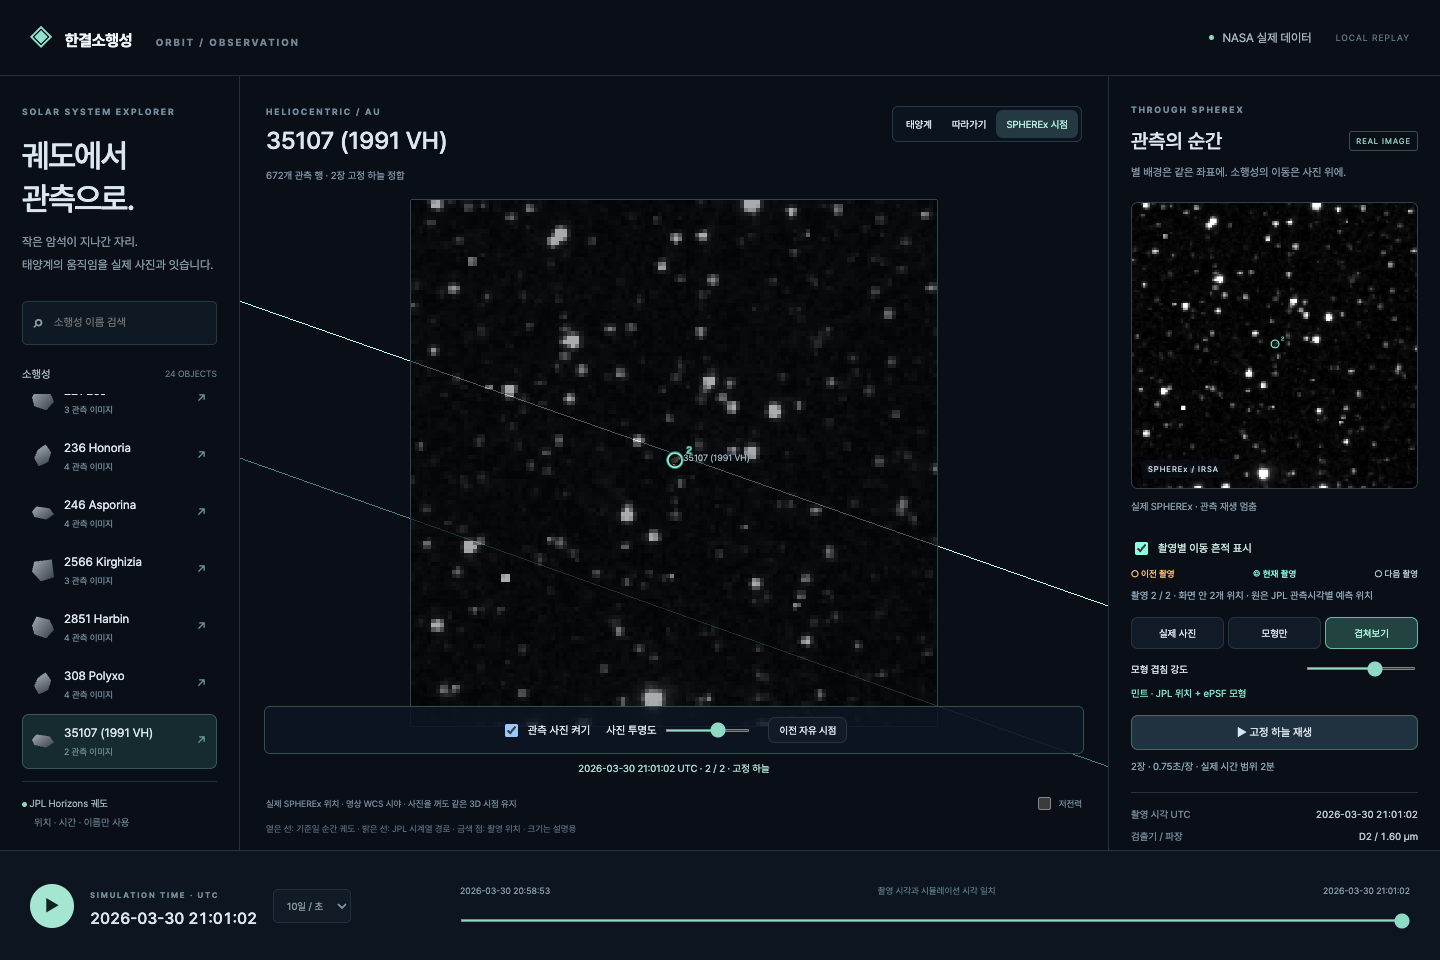 한결소행성
ORBIT / OBSERVATION
NASA 실제 데이터
LOCAL REPLAY
SOLAR SYSTEM EXPLORER
궤도에서
관측으로.
작은 암석이 지나간 자리.
태양계의 움직임을 실제 사진과 잇습니다.
소행성 이름 검색
소행성
24 OBJECTS
3 관측 이미지
236 Honoria
4 관측 이미지
246 Asporina
4 관측 이미지
2566 Kirghizia
3 관측 이미지
2851 Harbin
4 관측 이미지
308 Polyxo
4 관측 이미지
35107 (1991 VH)
2 관측 이미지
JPL Horizons 궤도
위치 · 시간 · 이름만 사용
HELIOCENTRIC / AU
35107 (1991 VH)
672개 관측 행 · 2장 고정 하늘 정합
태양계
따라가기
SPHEREx 시점
2
35107 (1991 VH)
관측 사진 켜기
사진 투명도
이전 자유 시점
2026-03-30 21:01:02 UTC · 2 / 2 · 고정 하늘
실제 SPHEREx 위치 · 영상 WCS 시야 · 사진을 꺼도 같은 3D 시점 유지
저전력
옅은 선: 기준일 순간 궤도 · 밝은 선: JPL 시계열 경로 · 금색 점: 촬영 위치 · 크기는 설명용
THROUGH SPHEREX
관측의 순간
REAL IMAGE
별 배경은 같은 좌표에. 소행성의 이동은 사진 위에.
2
SPHEREx / IRSA
실제 SPHEREx · 관측 재생 멈춤
촬영별 이동 흔적 표시
이전 촬영
현재 촬영
다음 촬영
촬영 2 / 2 · 화면 안 2개 위치 · 원은 JPL 관측시각별 예측 위치
실제 사진
모형만
겹쳐보기
모형 겹침 강도
민트 · JPL 위치 + ePSF 모형
▶ 고정 하늘 재생
2장 · 0.75초/장 · 실제 시간 범위 2분
촬영 시각 UTC
2026-03-30 21:01:02
검출기 / 파장
D2 / 1.60 µm
SIMULATION TIME · UTC
2026-03-30 21:01:02
10일 / 초
2026-03-30 20:58:53
촬영 시각과 시뮬레이션 시각 일치
2026-03-30 21:01:02